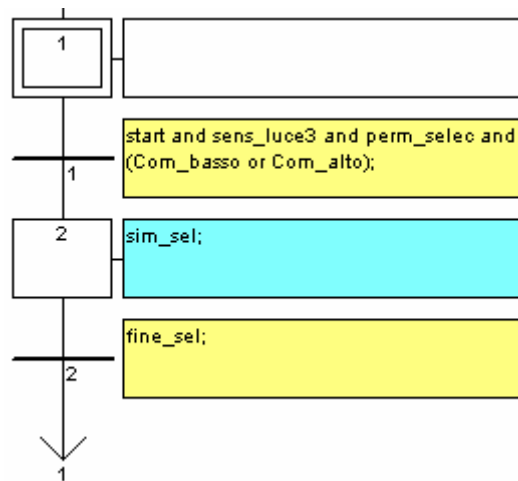 1
start and sens_luce3 and perm_selec and
(Com_basso or Com_alto);
1
2
sim_sel;
fine_sel;
2
1